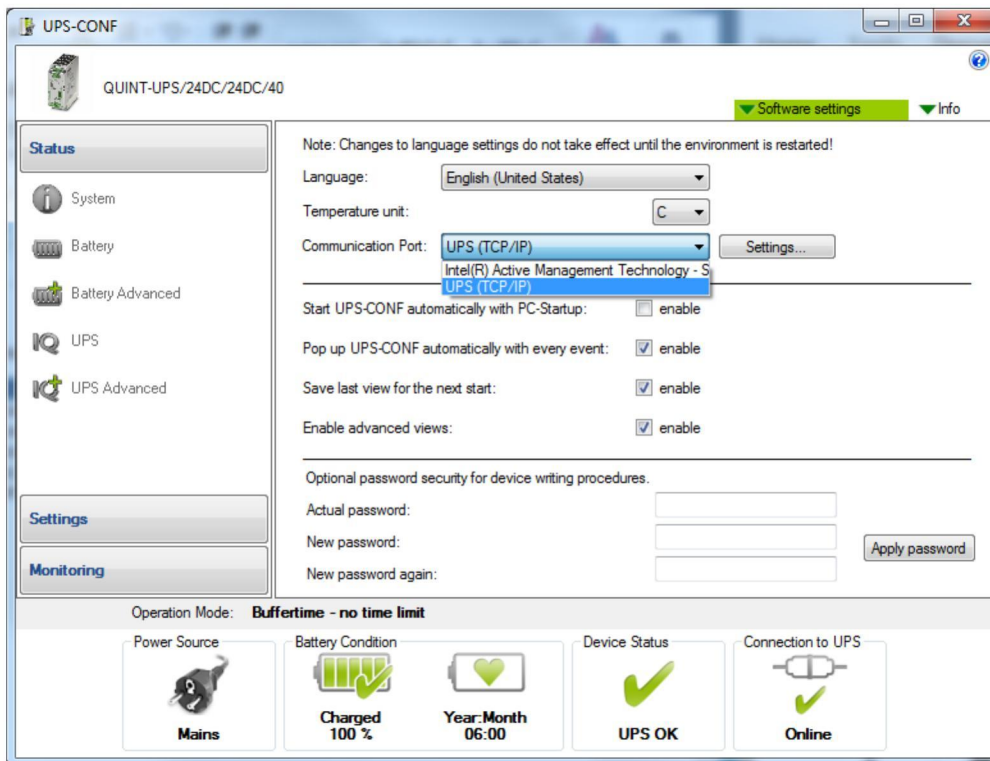 UPS-CONF
QUINT-UPS/24DC/24DC/40
Software settings
Info
Status
System
Battery
Battery Advanced
UPS
UPS Advanced
Settings
Monitoring
Note: Changes to language settings do not take effect until the environment is restarted!
Language:
English (United States)
Temperature unit:
C
Communication Port:
UPS (TCP/IP)
Settings...
Intel(R) Active Management Technology - S
UPS (TCP/IP)
Start UPS-CONF automatically with PC-Startup:
enable
Pop up UPS-CONF automatically with every event:
enable
Save last view for the next start:
enable
Enable advanced views:
enable
Optional password security for device writing procedures.
Actual password:
New password:
New password again:
Apply password
Operation Mode: Buffertime - no time limit
Power Source
Mains
Battery Condition
Charged
100 %
Year:Month
06:00
Device Status
UPS OK
Connection to UPS
Online